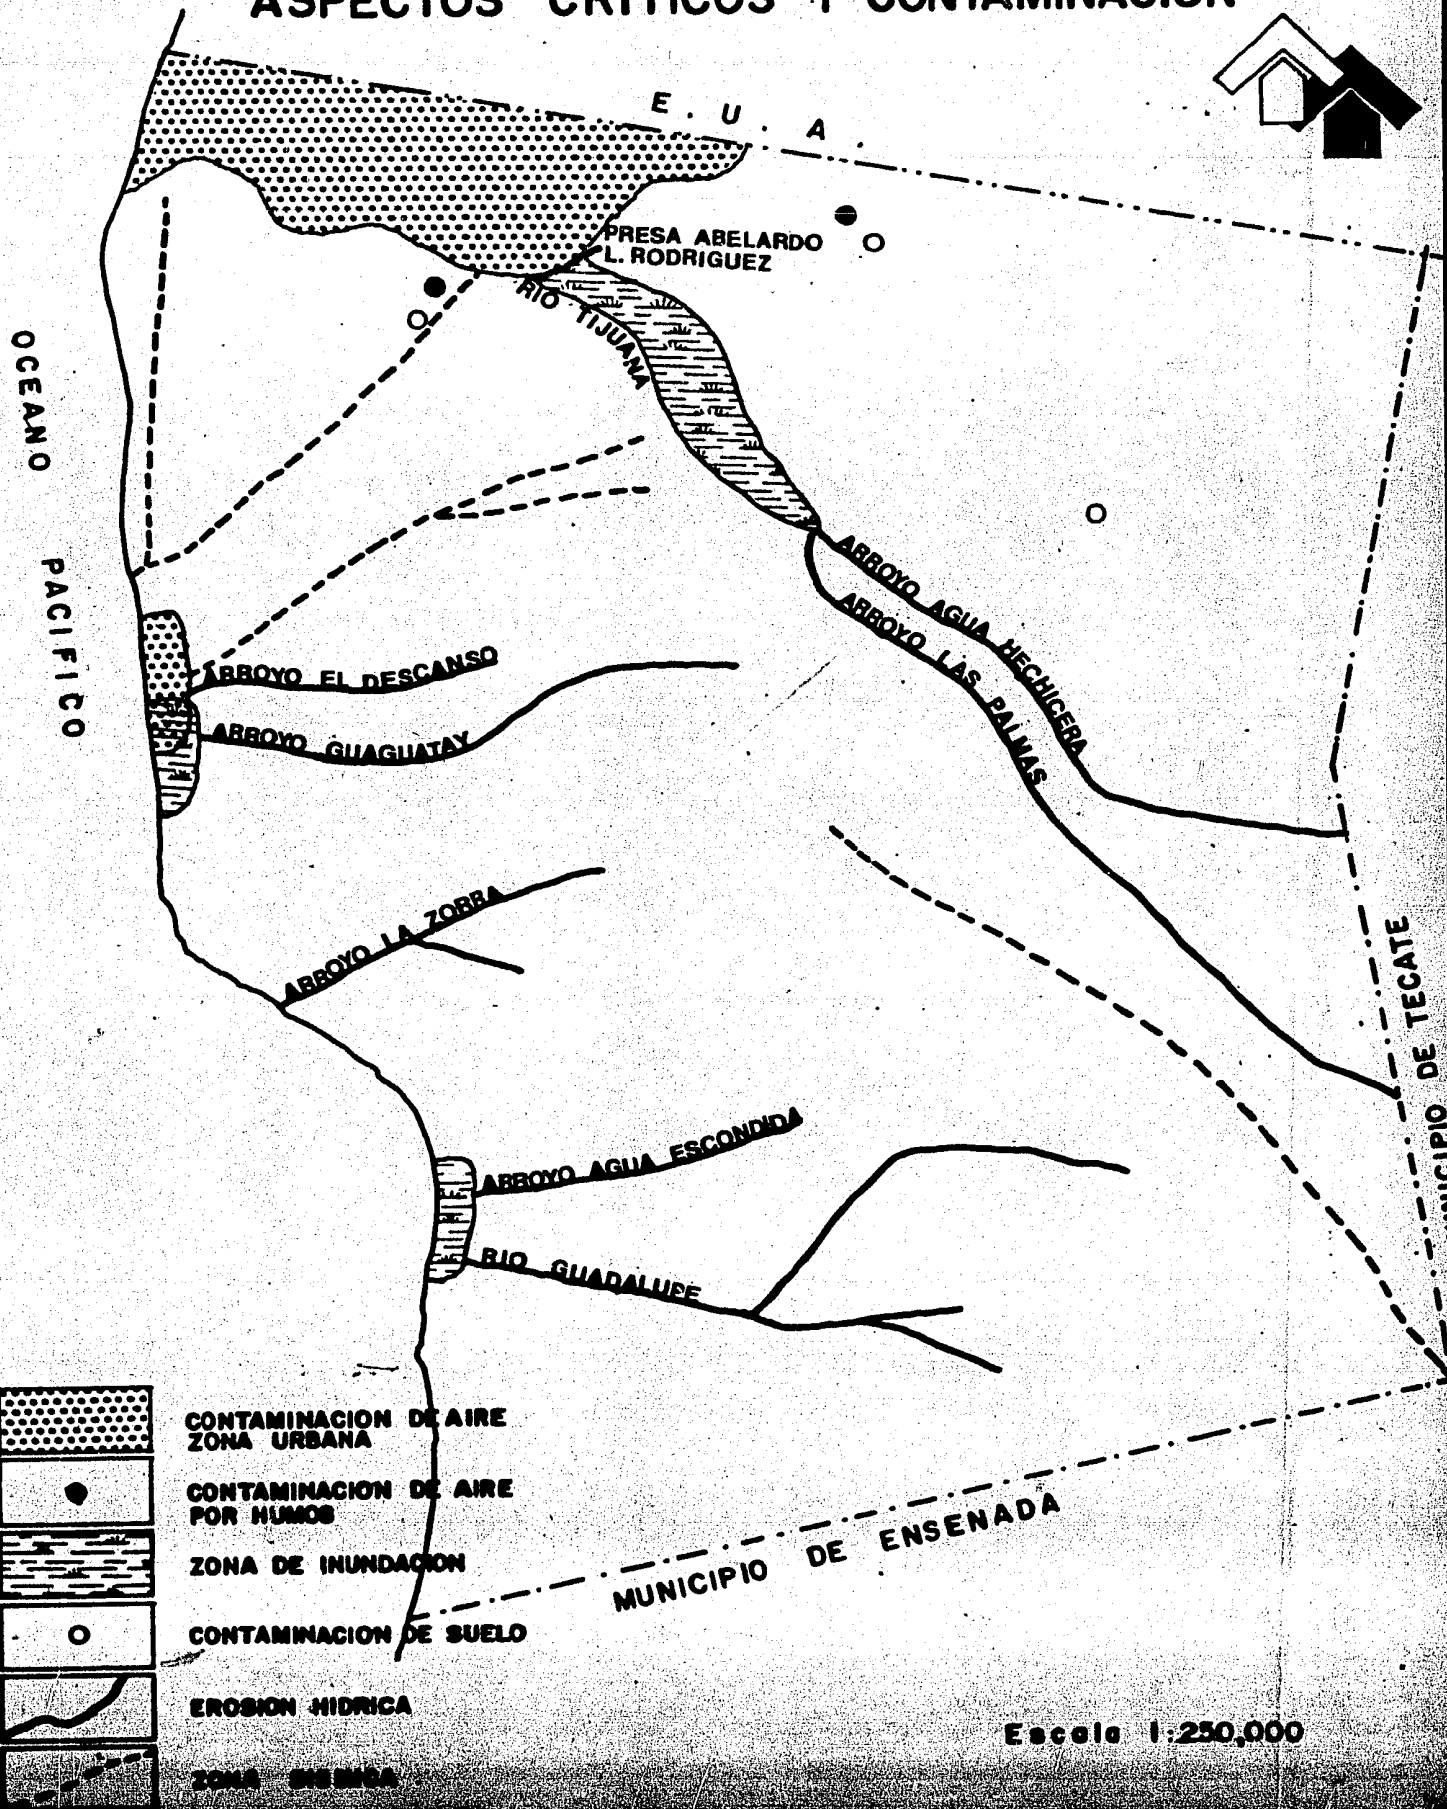 ASPECTOS CRITICOS Y CONTAMINACION
E. U. A.
PRESA ABELARDO
L. RODRIGUEZ
RIO TIJUANA
OCEANO PACIFICO
ARROYO AGUA HECHICERA
ARROYO LAS PALMAS
ARROYO EL DESCANSO
ARROYO GUAGUATAY
ARROYO LA ZORRA
MUNICIPIO DE TECATE
ARROYO AGUA ESCONDIDA
RIO GUADALUPE
CONTAMINACION DE AIRE
ZONA URBANA
CONTAMINACION DE AIRE
POR HUMOS
ZONA DE INUNDACION
MUNICIPIO DE ENSENADA
CONTAMINACION DE SUELO
EROSION HIDRICA
Escala 1:250,000
ZONA SISMICA